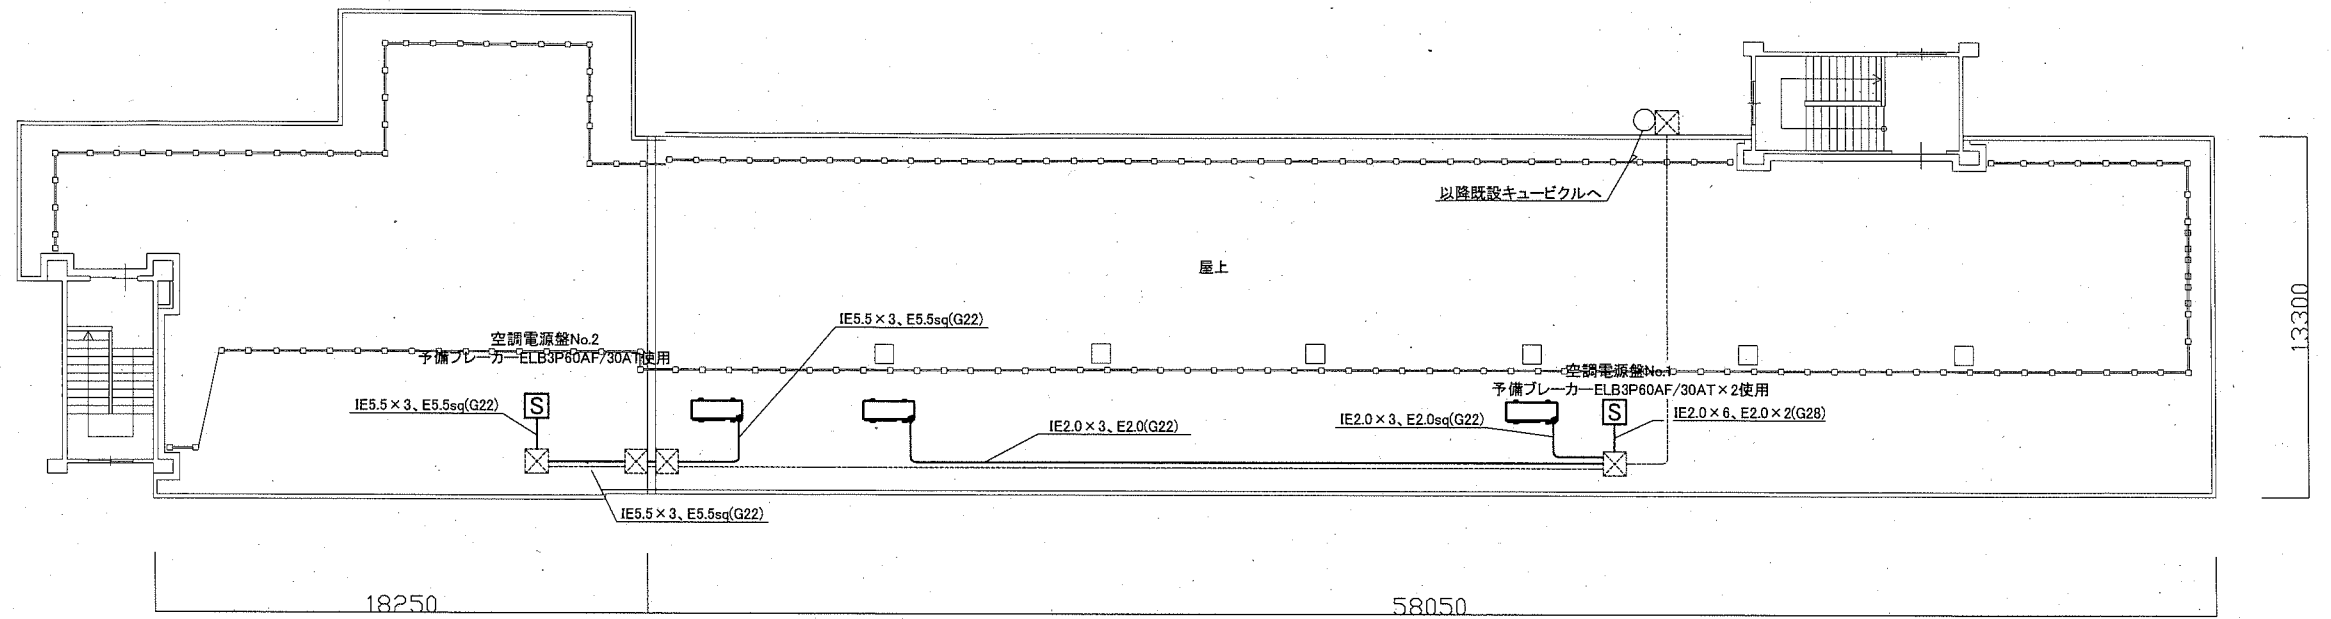 以降既設キュービクルへ
屋上
13300
IE5.5×3、E5.5sq(G22)
空調電源盤No.2
予備ブレーカーELB3P60AF/30AT使用
空調電源盤No.1
予備ブレーカーELB3P60AF/30AT×2使用
IE5.5×3、E5.5sq(G22)
S
IE2.0×3、E2.0(G22)
IE2.0×3、E2.0sq(G22)
S
IE2.0×6、E2.0×2(G28)
IE5.5×3、E5.5sq(G22)
18250
58050